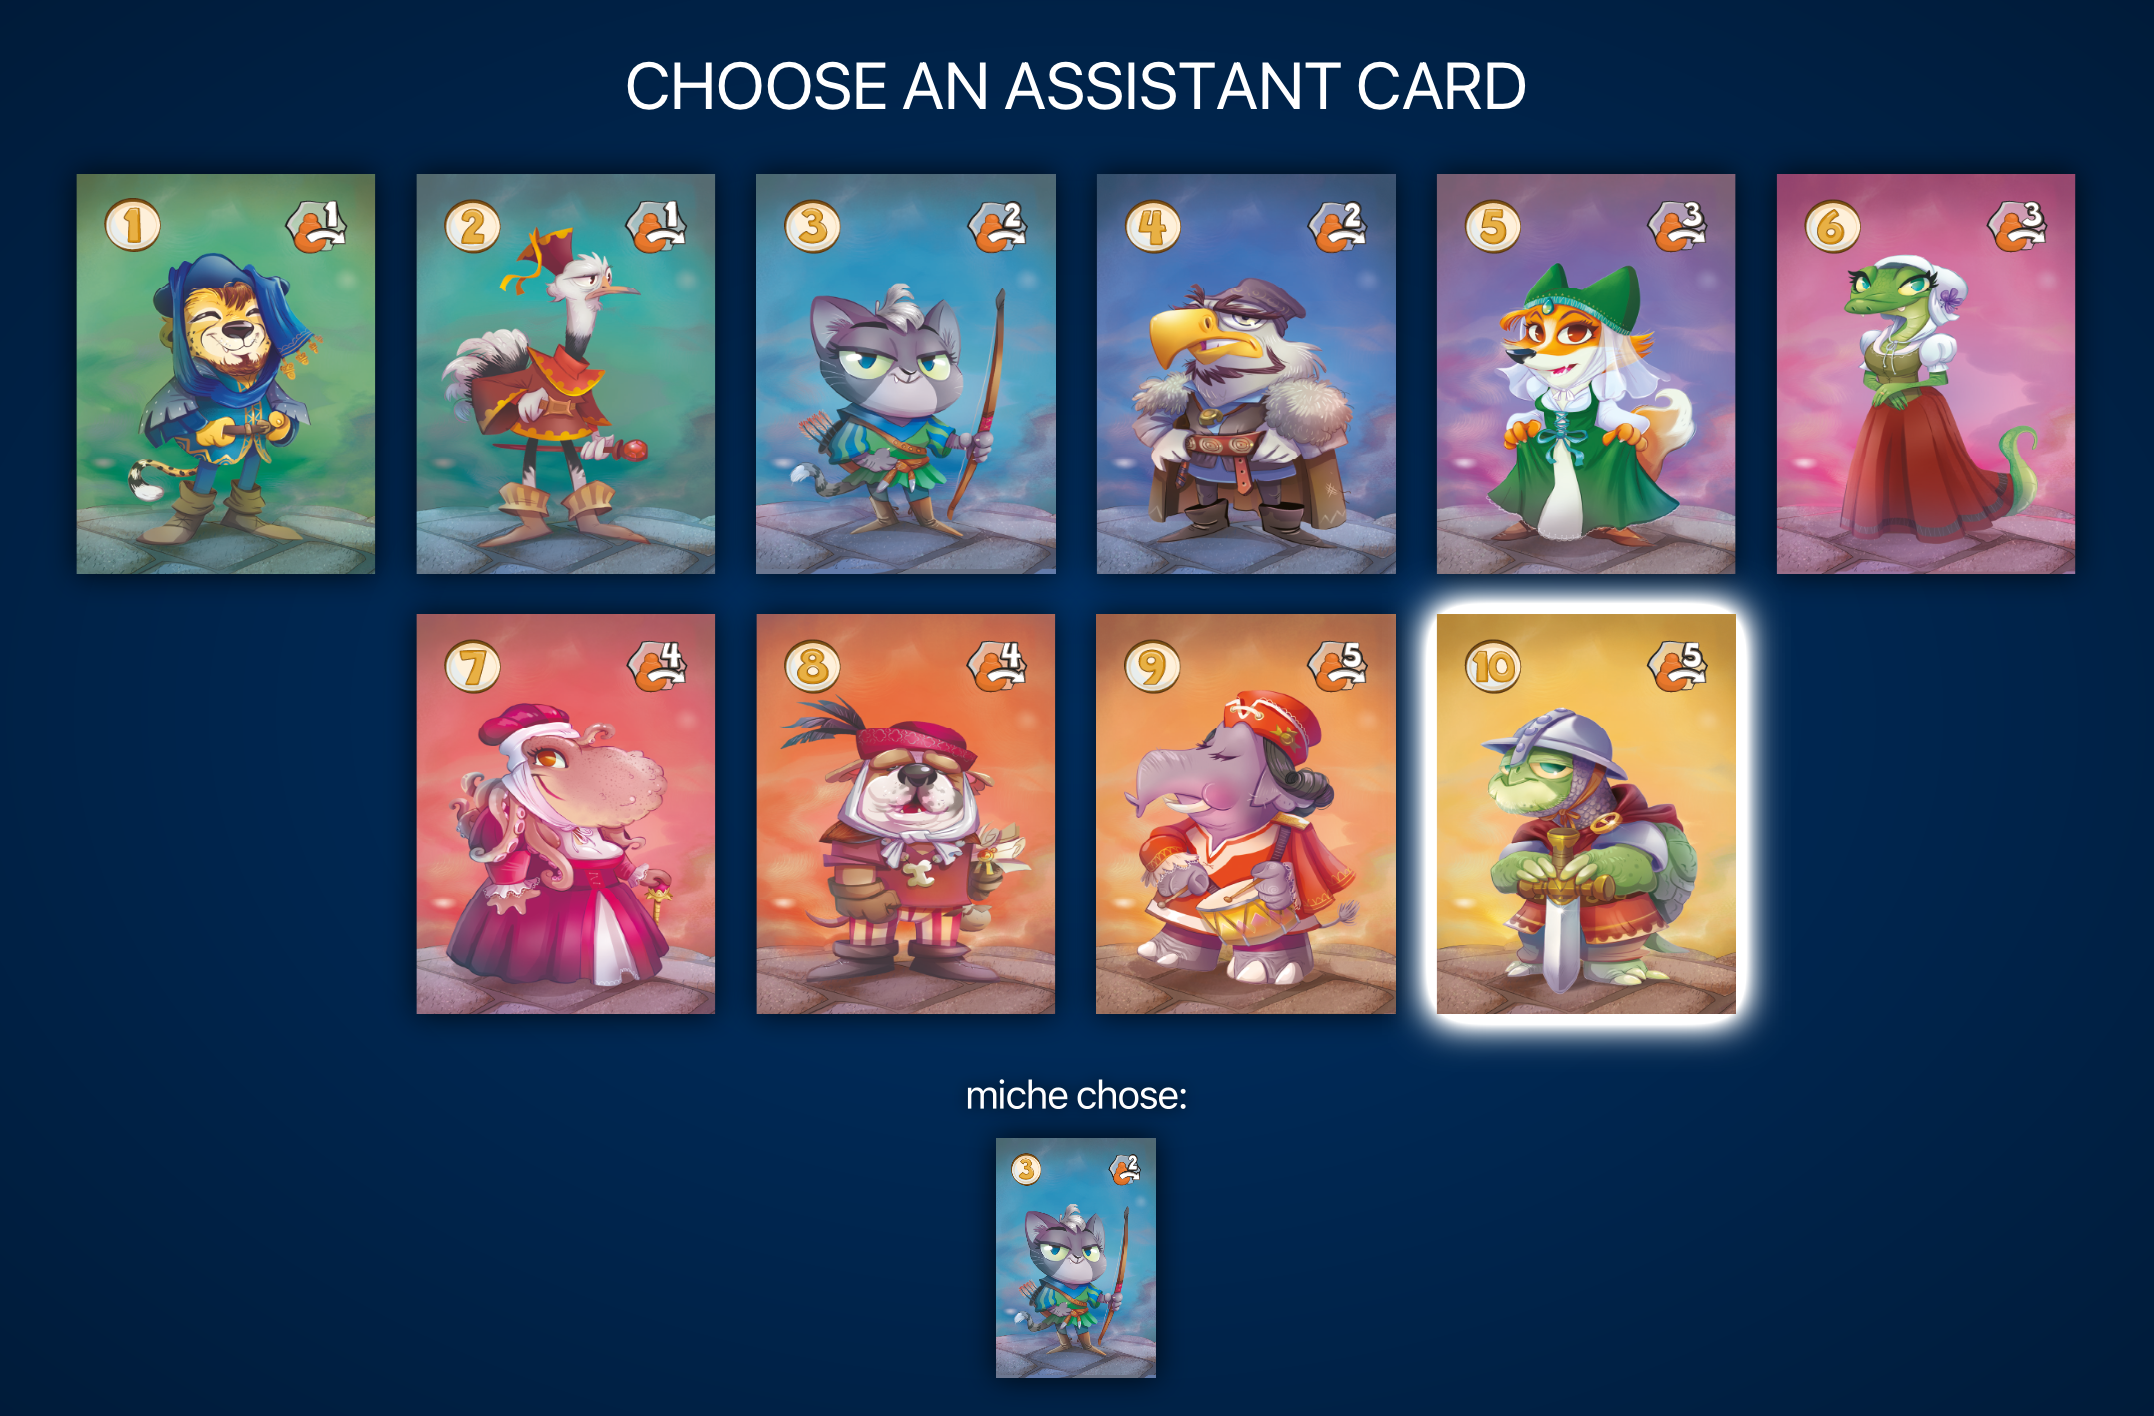 CHOOSE AN ASSISTANT CARD
1 1 2 1 3 2 4 2 5 3 6 3
7 4 8 4 9 5 10 5
miche chose:
3 2